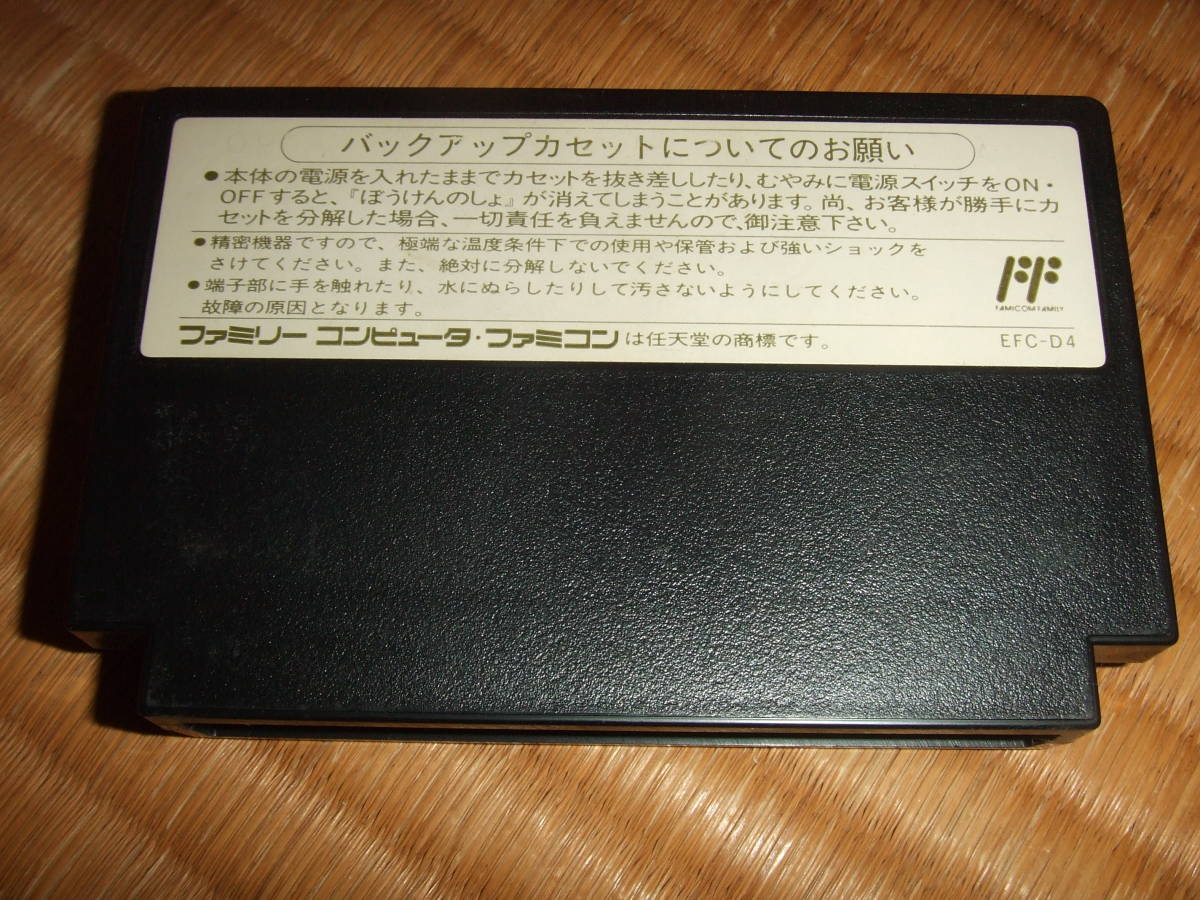 バックアップカセットについてのお願い
●本体の電源を入れたままでカセットを抜き差ししたり、むやみに電源スイッチをON・
OFFすると、『ぼうけんのしょ』が消えてしまうことがあります。尚、お客様が勝手にカ
セットを分解した場合、一切責任を負えませんので、御注意下さい。
●精密機器ですので、極端な温度条件下での使用や保管および強いショックを
さけてください。また、絶対に分解しないでください。
●端子部に手を触れたり、水にぬらしたりして汚さないようにしてください。
故障の原因となります。
FAMICOM FAMILY
ファミリーコンピュータ・ファミコンは任天堂の商標です。
EFC-D4